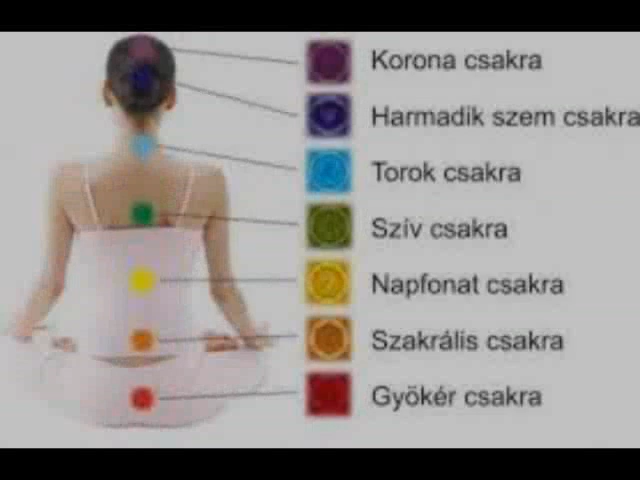 Korona csakra
Harmadik szem csakra
Torok csakra
Szív csakra
Napfonat csakra
Szakrális csakra
Gyökér csakra